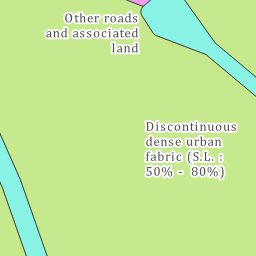 Other roads
and associated
land
Discontinuous
dense urban
fabric (S.L. :
50% - 80%)